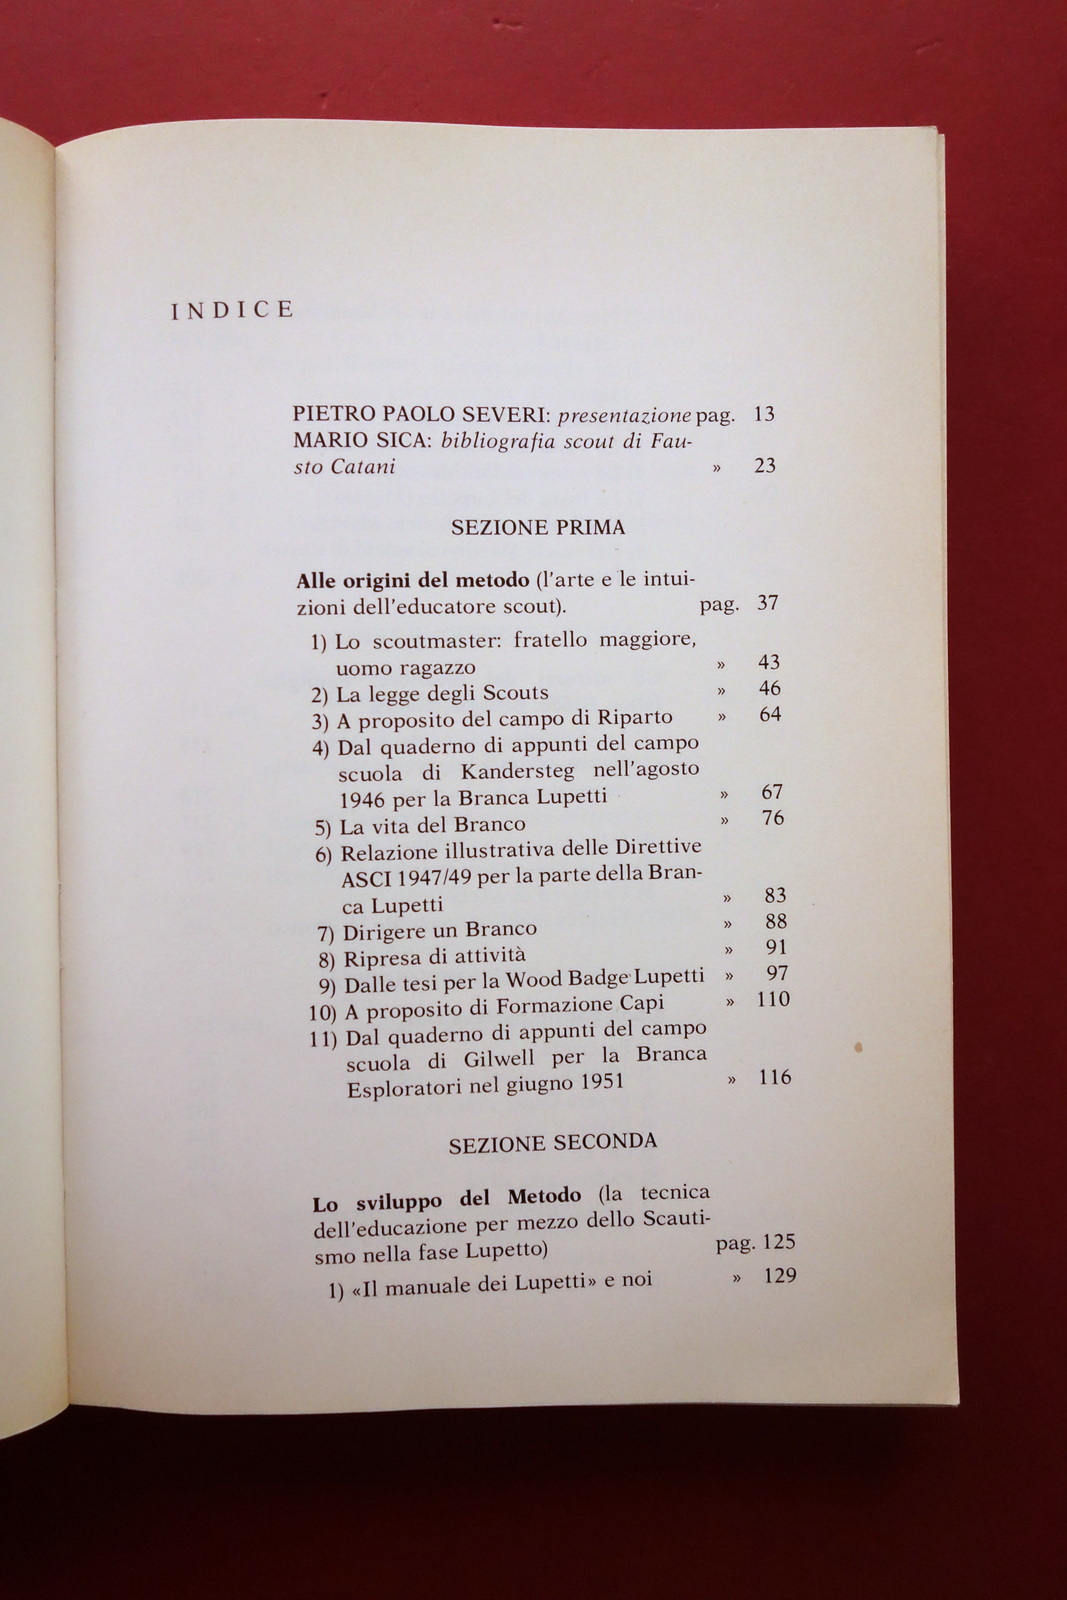 INDICE
PIETRO PAOLO SEVERI: presentazione pag. 13
MARIO SICA: bibliografia scout di Fau-
sto Catani » 23
SEZIONE PRIMA
Alle origini del metodo (l'arte e le intui-
zioni dell'educatore scout). pag. 37
1) Lo scoutmaster: fratello maggiore,
uomo ragazzo » 43
2) La legge degli Scouts » 46
3) A proposito del campo di Riparto » 64
4) Dal quaderno di appunti del campo
scuola di Kandersteg nell'agosto
1946 per la Branca Lupetti » 67
5) La vita del Branco » 76
6) Relazione illustrativa delle Direttive
ASCI 1947/49 per la parte della Bran-
ca Lupetti » 83
7) Dirigere un Branco » 88
8) Ripresa di attività » 91
9) Dalle tesi per la Wood Badge Lupetti » 97
10) A proposito di Formazione Capi » 110
11) Dal quaderno di appunti del campo
scuola di Gilwell per la Branca
Esploratori nel giugno 1951 » 116
SEZIONE SECONDA
Lo sviluppo del Metodo (la tecnica
dell'educazione per mezzo dello Scauti-
smo nella fase Lupetto) pag. 125
1) «Il manuale dei Lupetti» e noi » 129